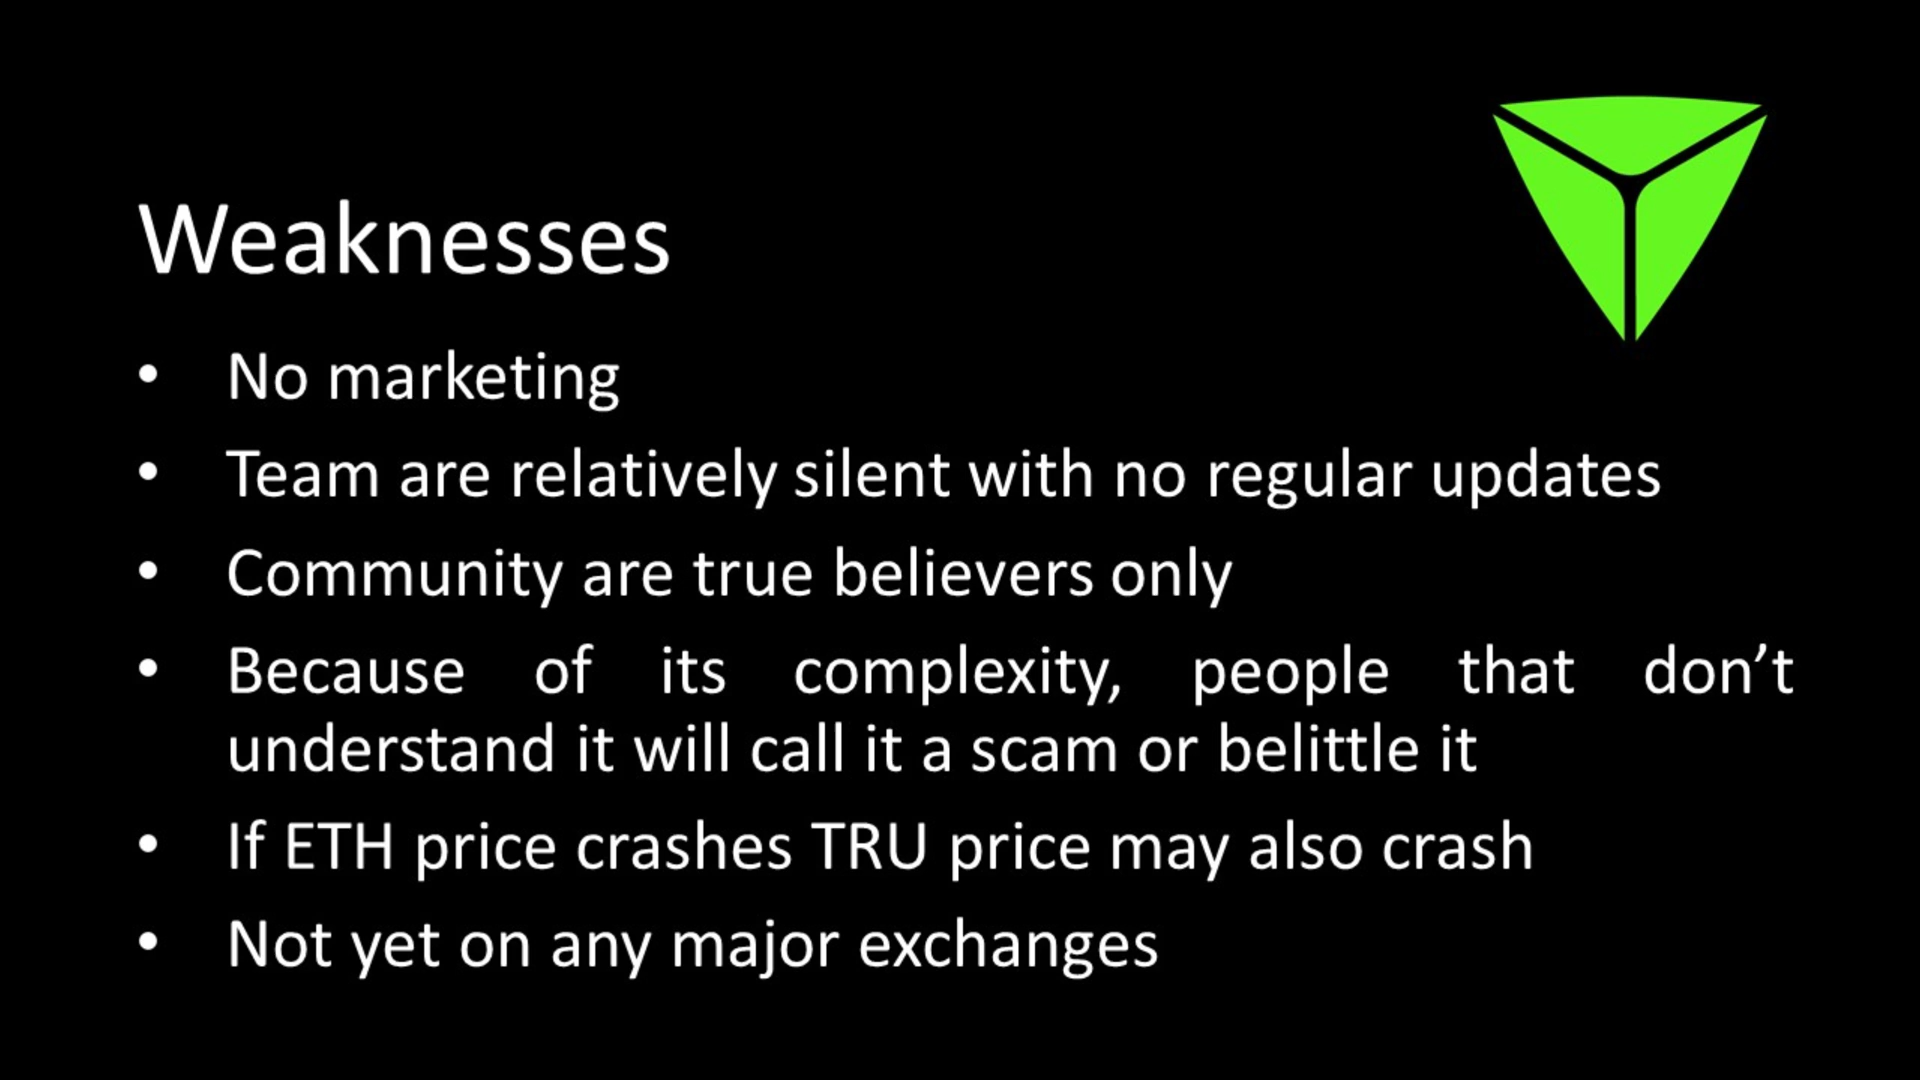 Weaknesses
• No marketing
• Team are relatively silent with no regular updates
• Community are true believers only
• Because of its complexity, people that don’t
understand it will call it a scam or belittle it
• If ETH price crashes TRU price may also crash
• Not yet on any major exchanges